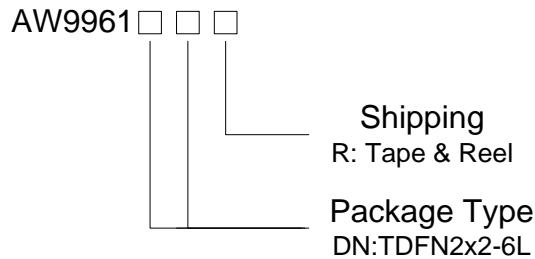 AW9961□□□
Shipping
R: Tape & Reel
Package Type
DN:TDFN2x2-6L